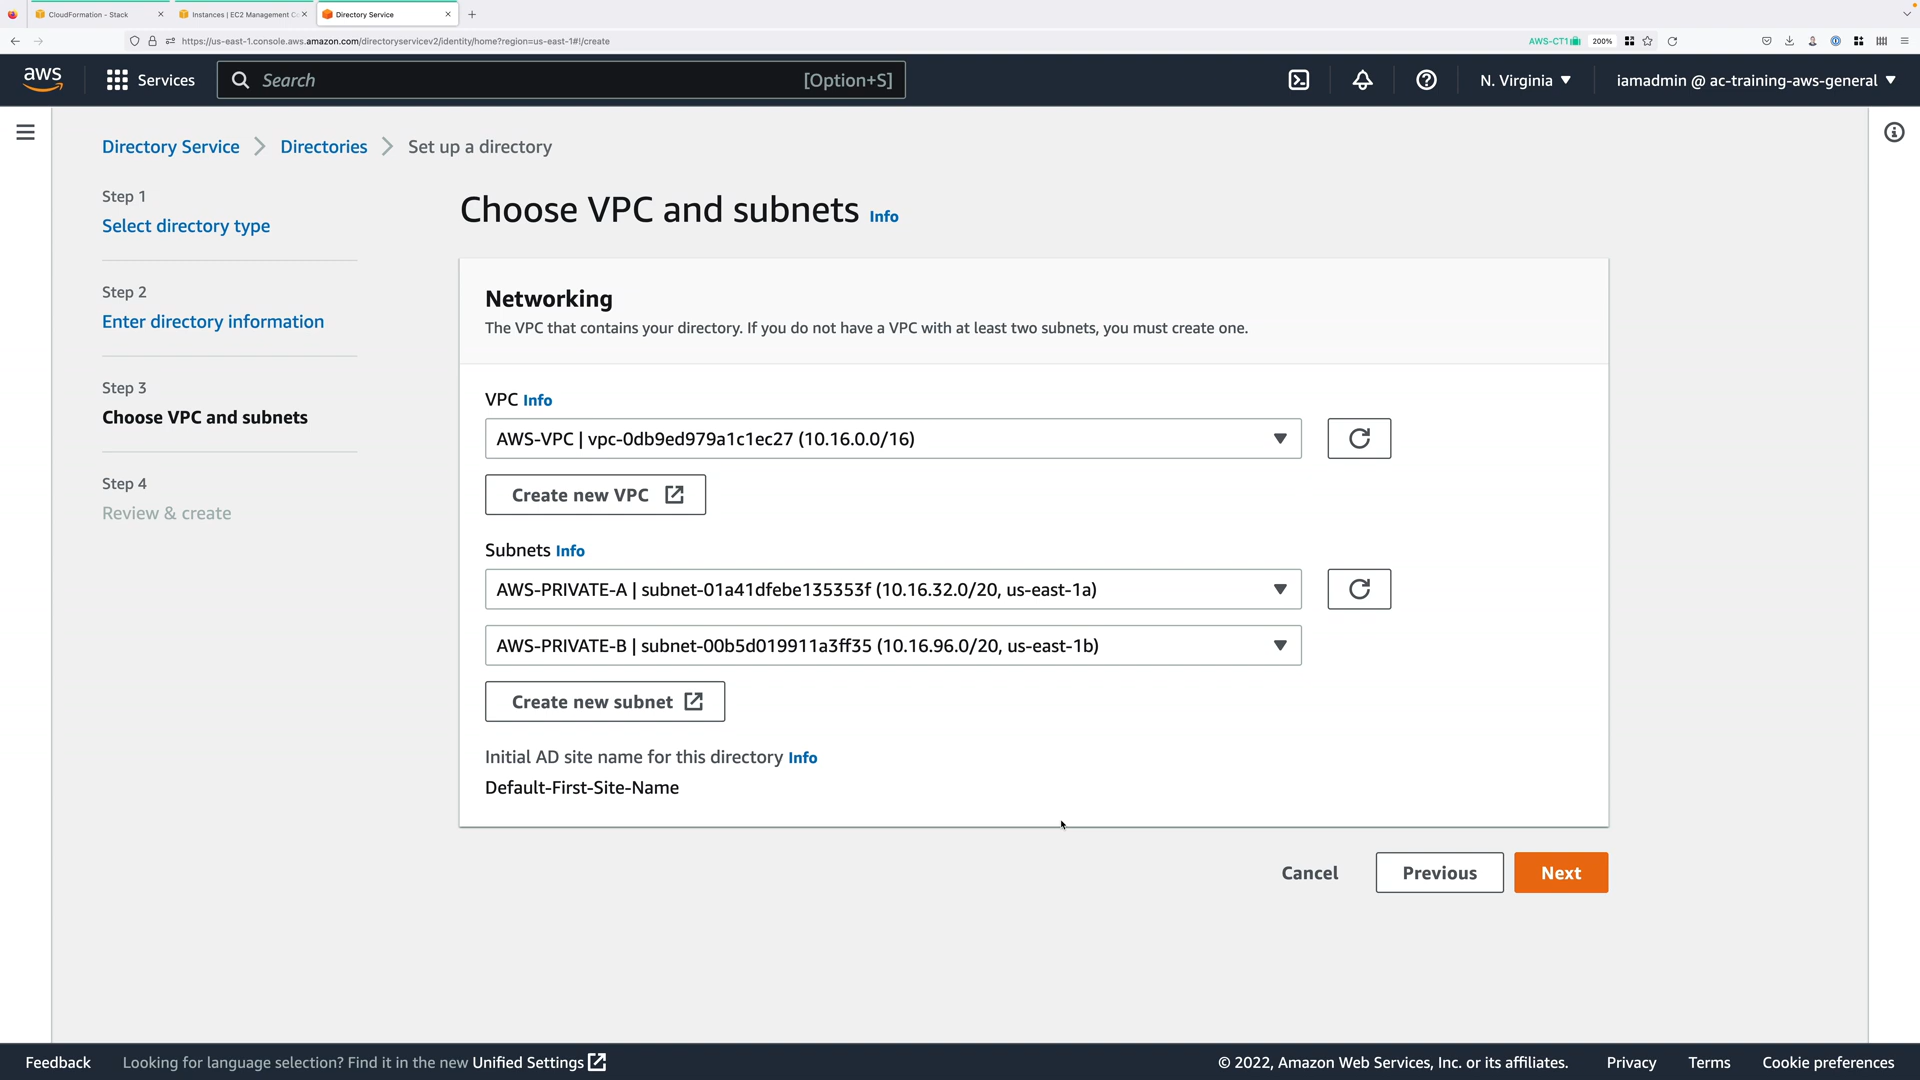 CloudFormation - Stack
Instances | EC2 Management Co
Directory Service
https://us-east-1.console.aws.amazon.com/directoryservicev2/identity/home?region=us-east-1#!/create
AWS-CT1
200%
aws
Services
Search
[Option+S]
N. Virginia
iamadmin @ ac-training-aws-general
Directory Service
Directories
Set up a directory
Step 1
Select directory type
Step 2
Enter directory information
Step 3
Choose VPC and subnets
Step 4
Review & create
Choose VPC and subnets Info
Networking
The VPC that contains your directory. If you do not have a VPC with at least two subnets, you must create one.
VPC Info
AWS-VPC | vpc-0db9ed979a1c1ec27 (10.16.0.0/16)
Create new VPC
Subnets Info
AWS-PRIVATE-A | subnet-01a41dfebe135353f (10.16.32.0/20, us-east-1a)
AWS-PRIVATE-B | subnet-00b5d019911a3ff35 (10.16.96.0/20, us-east-1b)
Create new subnet
Initial AD site name for this directory Info
Default-First-Site-Name
Cancel
Previous
Next
Feedback
Looking for language selection? Find it in the new Unified Settings
© 2022, Amazon Web Services, Inc. or its affiliates.
Privacy
Terms
Cookie preferences